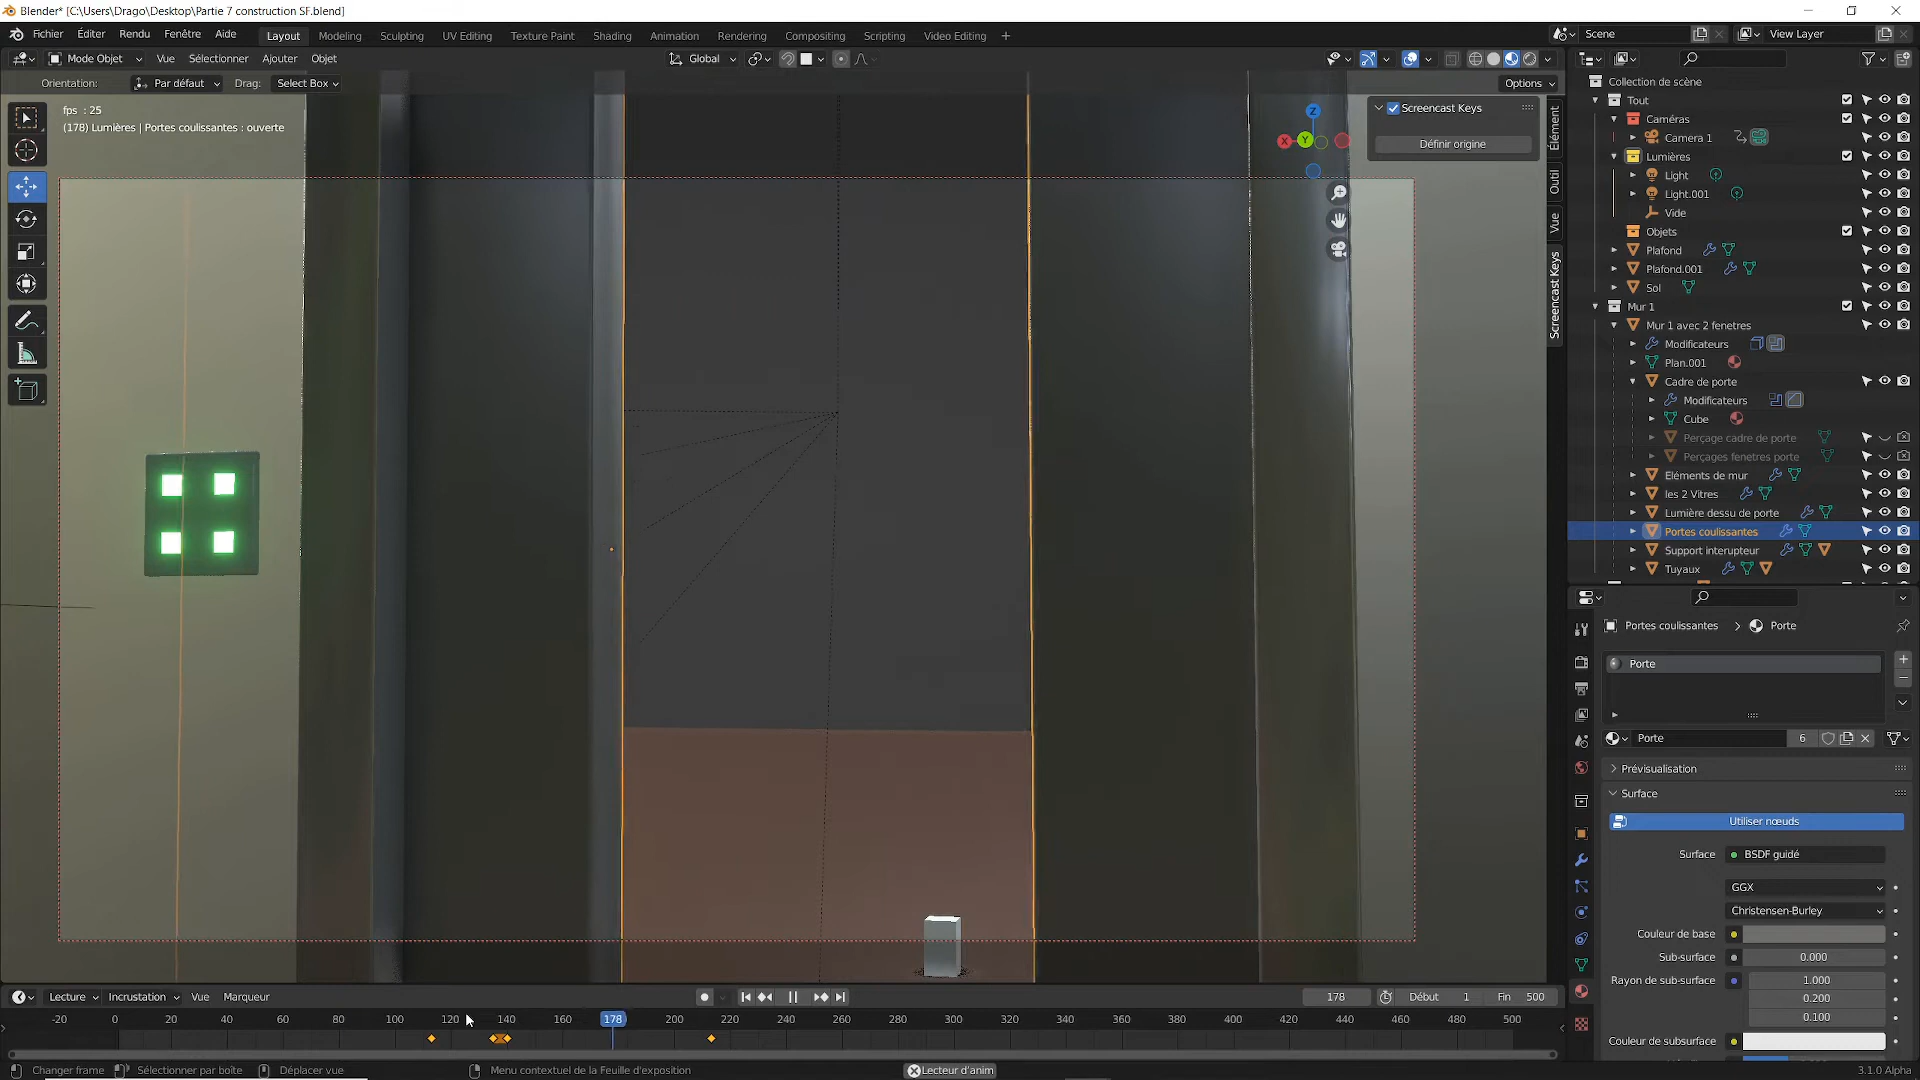 Blender* [C:\Users\Drago\Desktop\Partie 7 construction SF.blend]
Fichier Éditer Rendu Fenêtre Aide Layout Modeling Sculpting UV Editing Texture Paint Shading Animation Rendering Compositing Scripting Video Editing + Scene View Layer
Mode Objet Vue Sélectionner Ajouter Objet Global
Orientation: Par défaut Drag: Select Box Options
fps : 25
(178) Lumières | Portes coulissantes : ouverte
Z
X
Y
Screencast Keys
Définir origine
Élément
Outil
Vue
Screencast Keys
Collection de scène
Tout
Caméras
Camera 1
Lumières
Light
Light.001
Vide
Objets
Plafond
Plafond.001
Sol
Mur 1
Mur 1 avec 2 fenetres
Modificateurs
Plan.001
Cadre de porte
Modificateurs
Cube
Perçage cadre de porte
Perçages fenetres porte
Eléments de mur
les 2 Vitres
Lumière dessu de porte
Portes coulissantes
Support interupteur
Tuyaux
Portes coulissantes > Porte
Porte
Porte 6
Prévisualisation
Surface
Utiliser nœuds
Surface BSDF guidé
GGX
Christensen-Burley
Couleur de base
Sub-surface 0.000
Rayon de sub-surface 1.000
0.200
0.100
Couleur de subsurface
Lecture Incrustation Vue Marqueur 178 Début 1 Fin 500
-20 0 20 40 60 80 100 120 140 160 178 200 220 240 260 280 300 320 340 360 380 400 420 440 460 480 500
Changer frame Sélectionner par boîte Déplacer vue Menu contextuel de la Feuille d'exposition Lecteur d'anim 3.1.0 Alpha